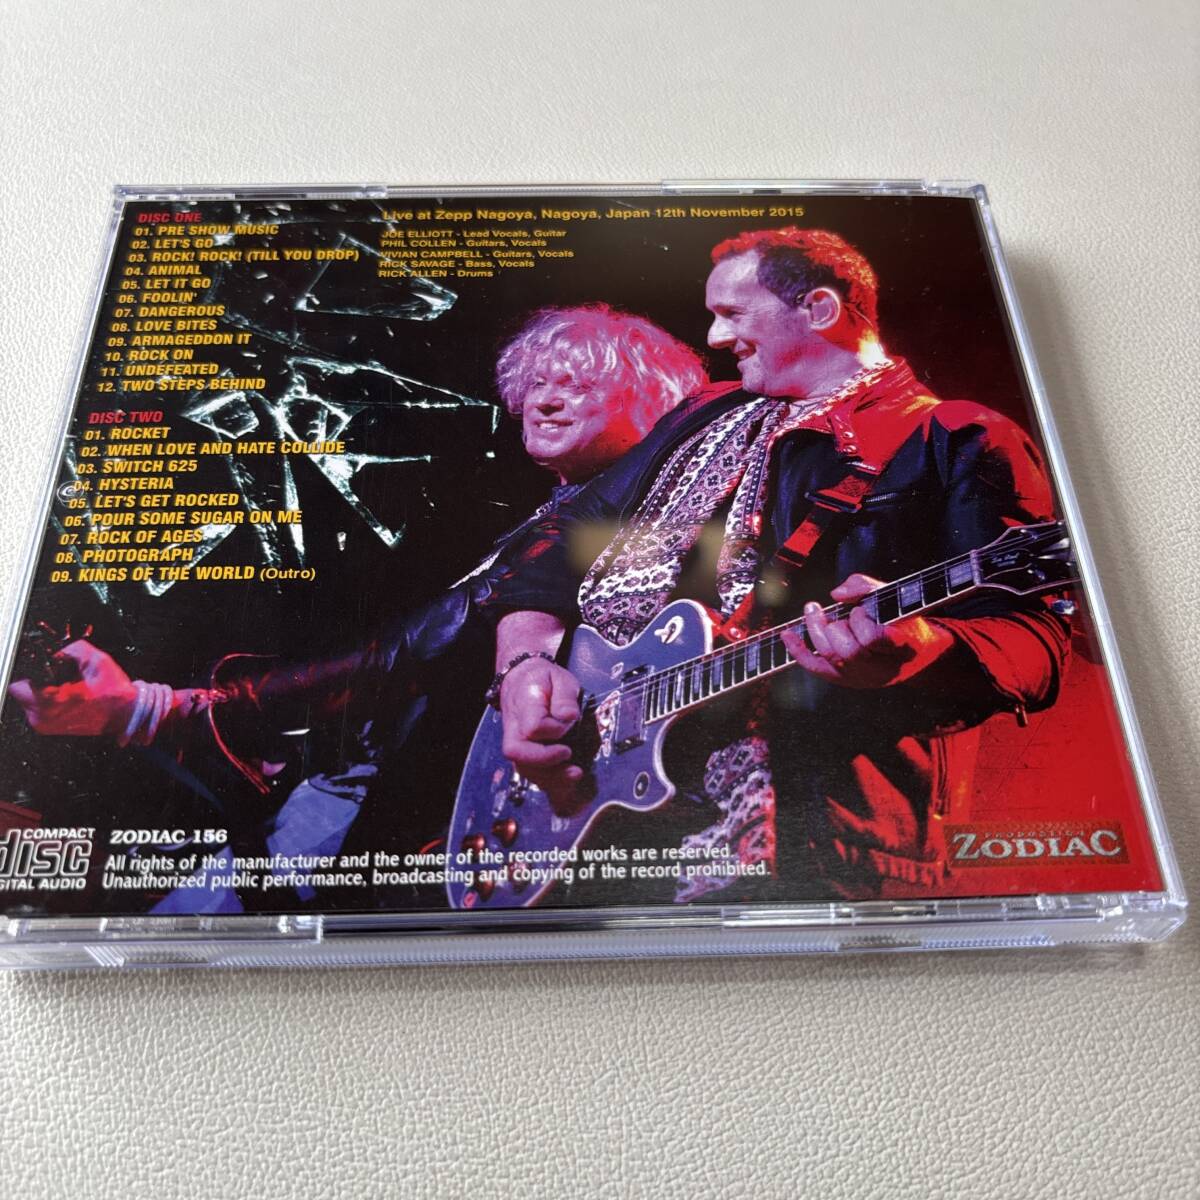 DISC ONE
01. PRE SHOW MUSIC
02. LET'S GO
03. ROCK! ROCK! (TILL YOU DROP)
04. ANIMAL
05. LET IT GO
06. FOOLIN'
07. DANGEROUS
08. LOVE BITES
09. ARMAGEDDON IT
10. ROCK ON
11. UNDEFEATED
12. TWO STEPS BEHIND
DISC TWO
01. ROCKET
02. WHEN LOVE AND HATE COLLIDE
03. SWITCH 625
04. HYSTERIA
05. LET'S GET ROCKED
06. POUR SOME SUGAR ON ME
07. ROCK OF AGES
08. PHOTOGRAPH
09. KINGS OF THE WORLD (Outro)
Live at Zepp Nagoya, Nagoya, Japan 12th November 2015
JOE ELLIOTT - Lead Vocals, Guitar
PHIL COLLEN - Guitars, Vocals
VIVIAN CAMPBELL - Guitars, Vocals
RICK SAVAGE - Bass, Vocals
RICK ALLEN - Drums
COMPACT
disc
DIGITAL AUDIO
ZODIAC 156
All rights of the manufacturer and the owner of the recorded works are reserved.
Unauthorized public performance, broadcasting and copying of the record prohibited.
PRODUCTION
ZODIAC